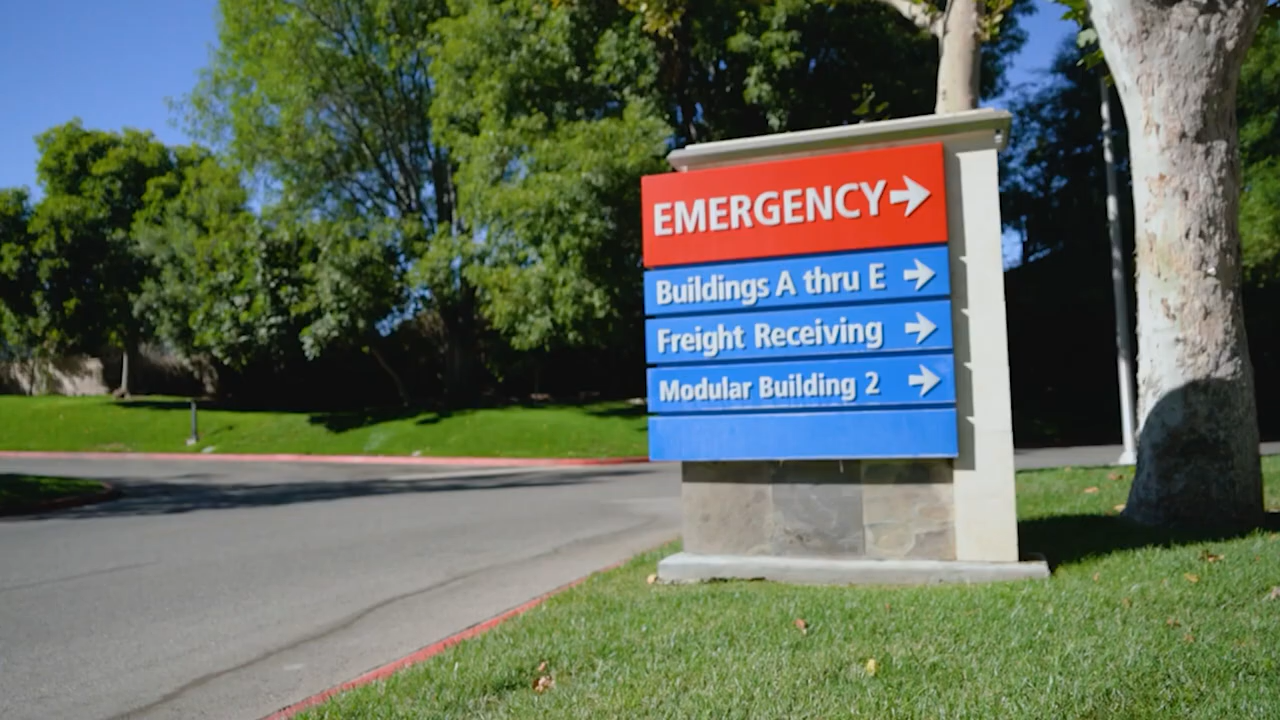 EMERGENCY →
Buildings A thru E →
Freight Receiving →
Modular Building 2 →